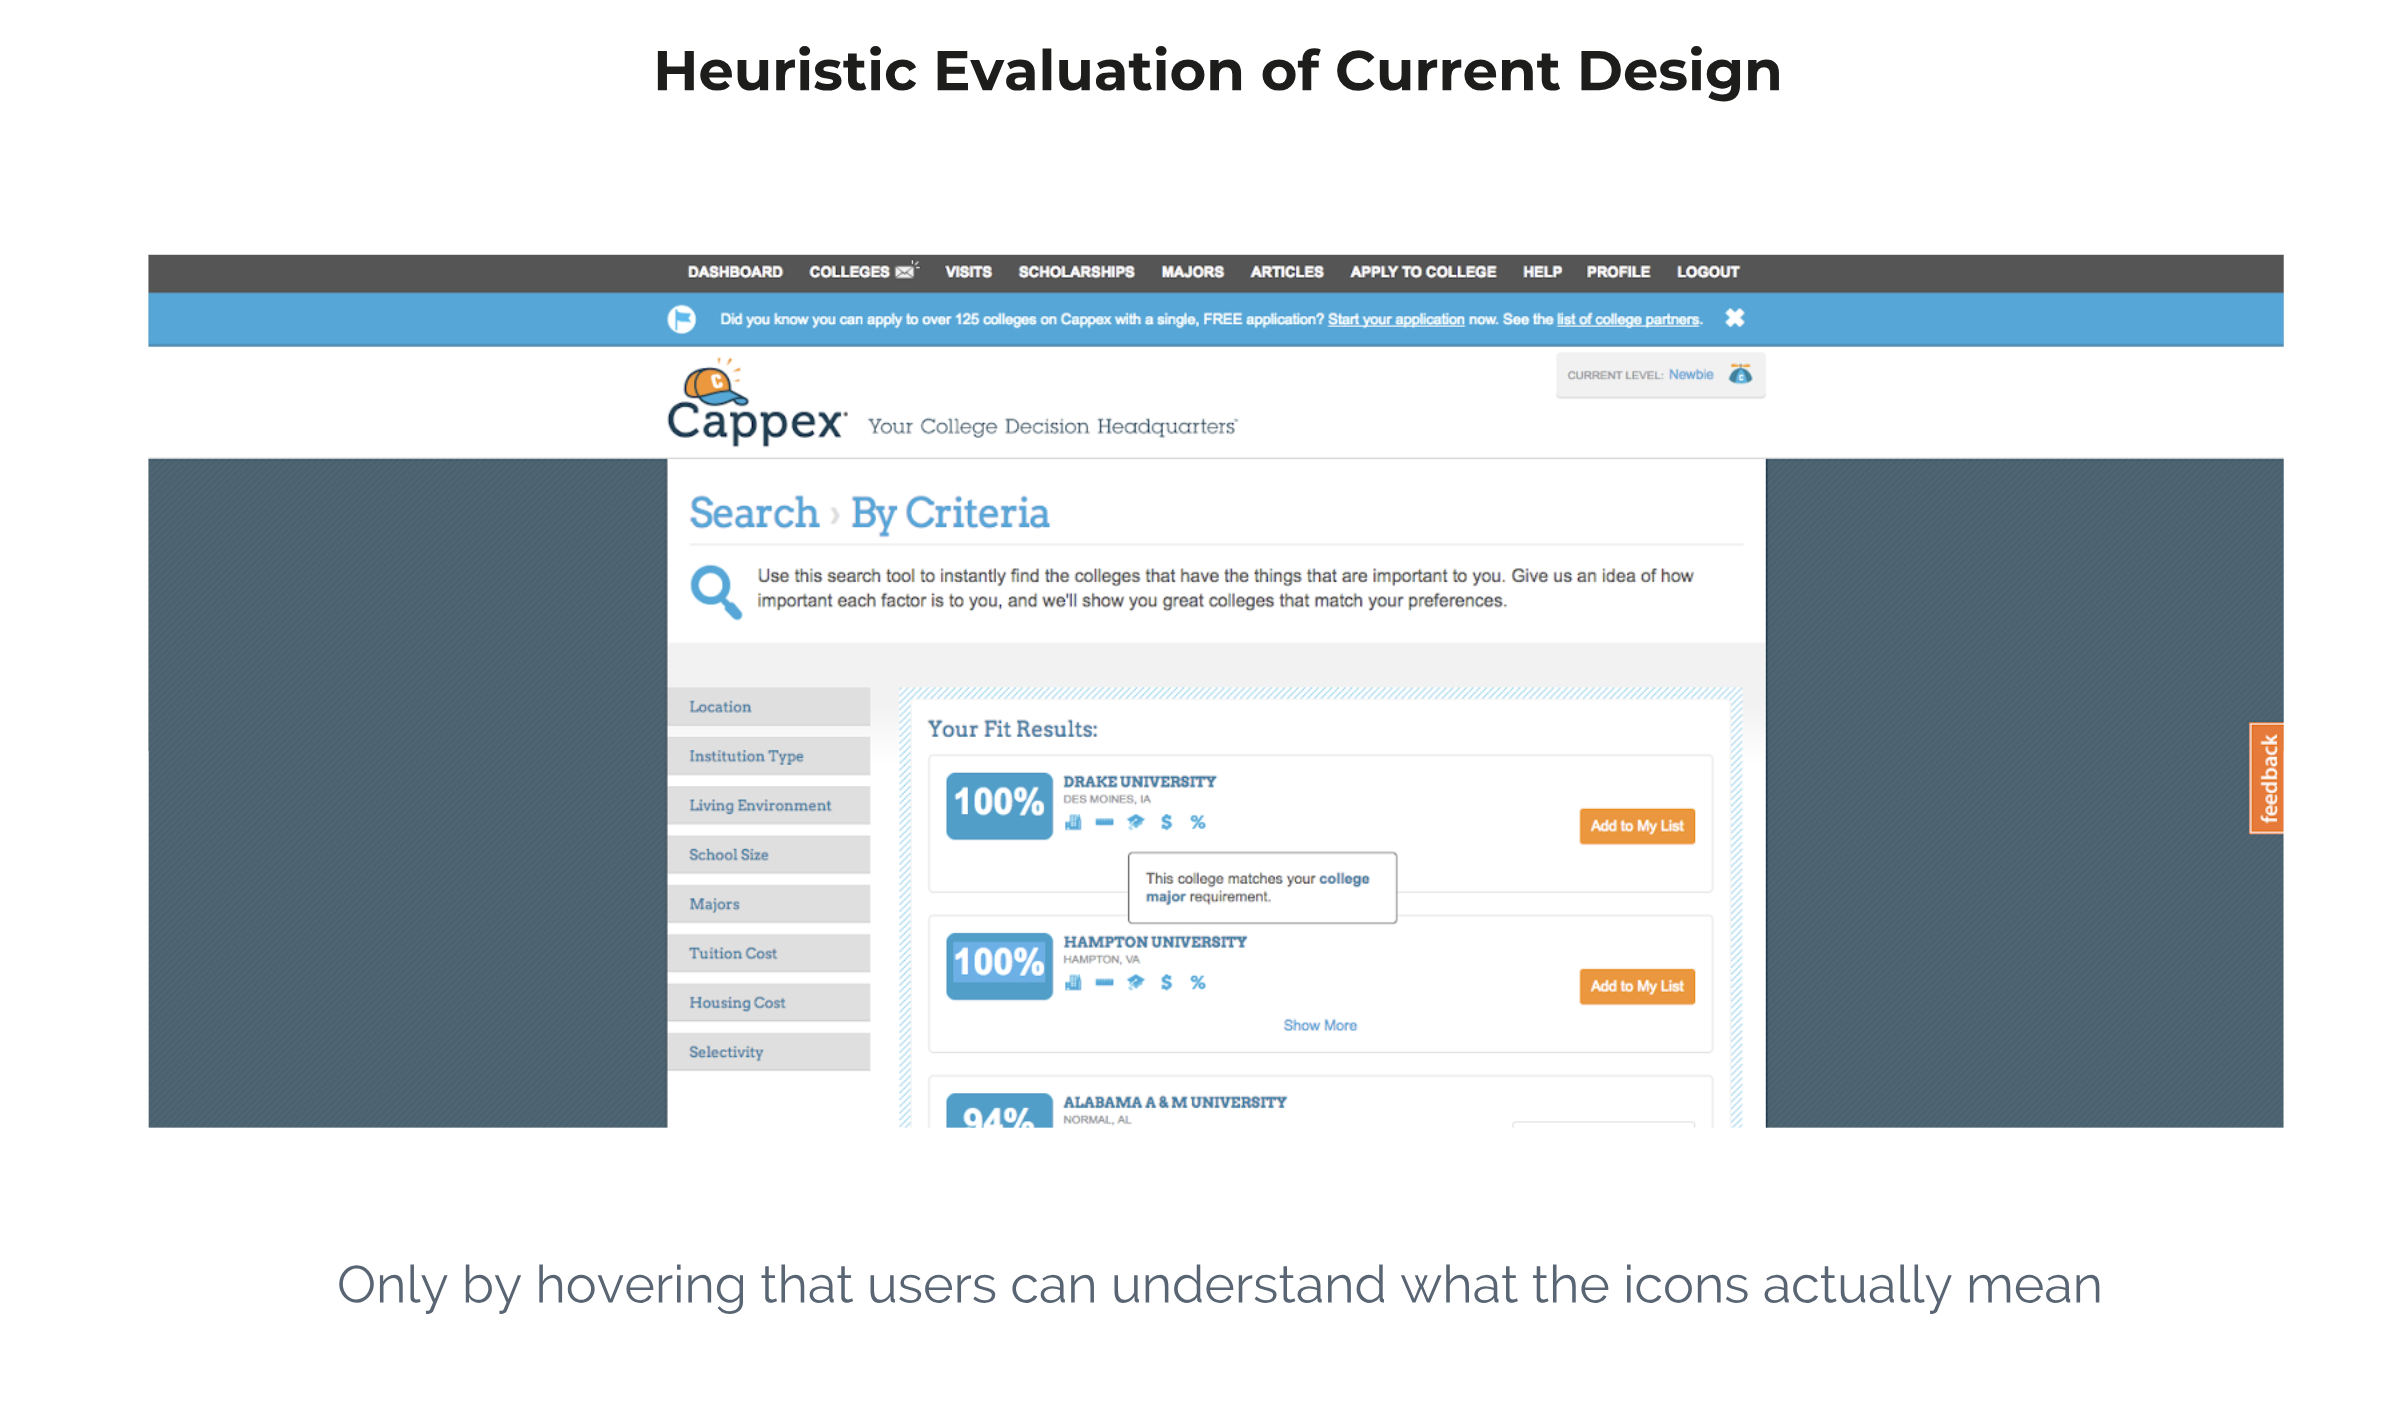 Heuristic Evaluation of Current Design
DASHBOARD COLLEGES VISITS SCHOLARSHIPS MAJORS ARTICLES APPLY TO COLLEGE HELP PROFILE LOGOUT
Did you know you can apply to over 125 colleges on Cappex with a single, FREE application? Start your application now. See the list of college partners.
CURRENT LEVEL: Newbie
C
Cappex Your College Decision Headquarters
Search › By Criteria
Use this search tool to instantly find the colleges that have the things that are important to you. Give us an idea of how
important each factor is to you, and we'll show you great colleges that match your preferences.
Location
Institution Type
Living Environment
School Size
Majors
Tuition Cost
Housing Cost
Selectivity
Your Fit Results:
100%
DRAKE UNIVERSITY
DES MOINES, IA
$ %
Add to My List
This college matches your college
major requirement.
100%
HAMPTON UNIVERSITY
HAMPTON, VA
$ %
Add to My List
Show More
94%
ALABAMA A & M UNIVERSITY
NORMAL, AL
feedback
Only by hovering that users can understand what the icons actually mean